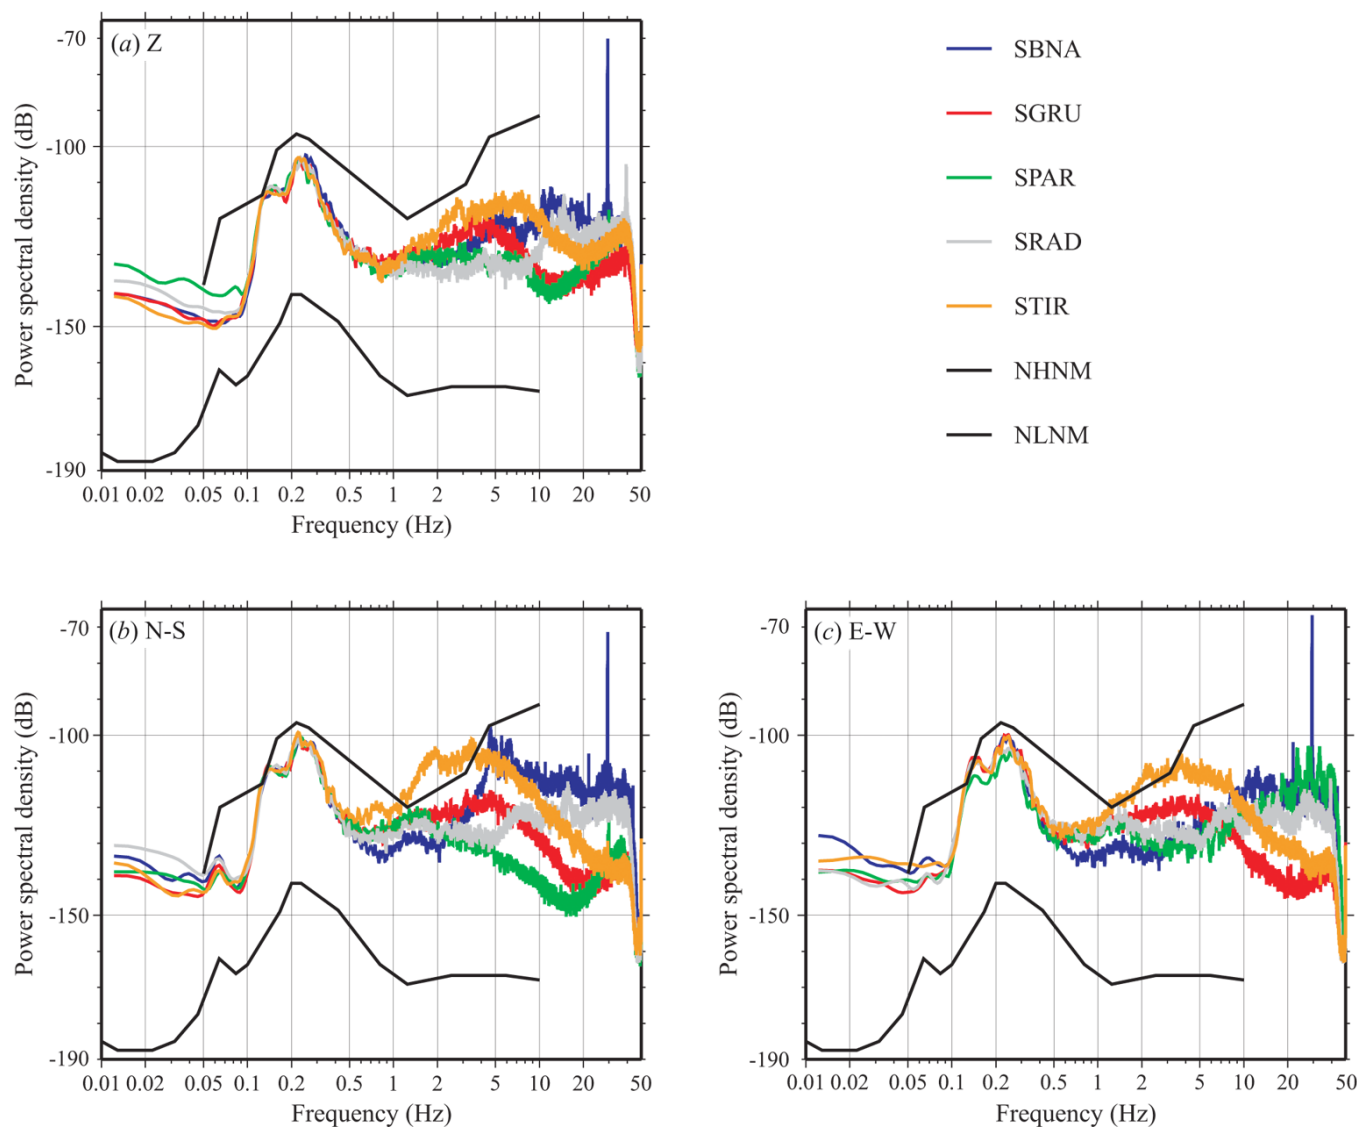 (a) Z
-70
-100
-150
-190
Power spectral density (dB)
0.01 0.02 0.05 0.1 0.2 0.5 1 2 5 10 20 50
Frequency (Hz)
SBNA
SGRU
SPAR
SRAD
STIR
NHNM
NLNM
(b) N-S
-70
-100
-150
-190
Power spectral density (dB)
0.01 0.02 0.05 0.1 0.2 0.5 1 2 5 10 20 50
Frequency (Hz)
(c) E-W
-70
-100
-150
-190
Power spectral density (dB)
0.01 0.02 0.05 0.1 0.2 0.5 1 2 5 10 20 50
Frequency (Hz)